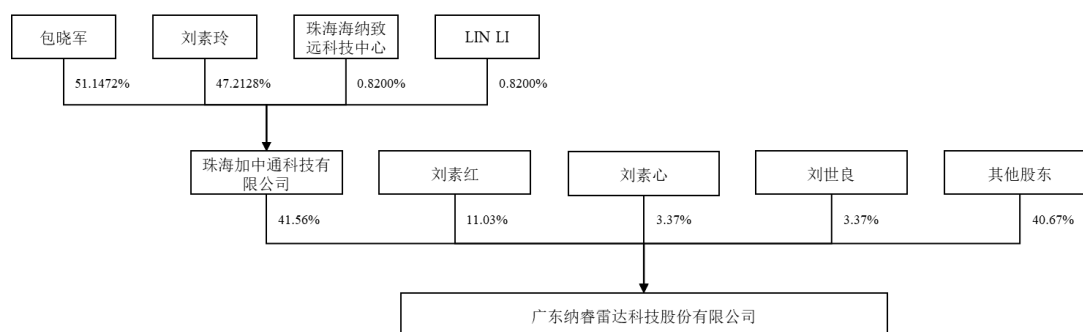 包晓军
刘素玲
珠海海纳致
远科技中心
LIN LI
51.1472%
47.2128%
0.8200%
0.8200%
珠海加中通科技有
限公司
刘素红
刘素心
刘世良
其他股东
41.56%
11.03%
3.37%
3.37%
40.67%
广东纳睿雷达科技股份有限公司